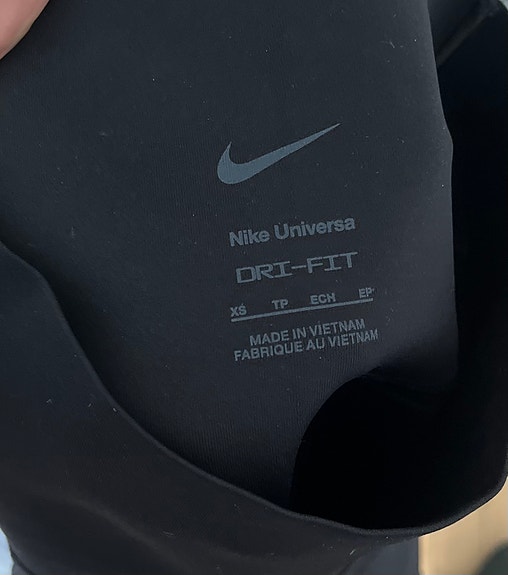 Nike Universa
DRI-FIT
XS TP ECH EP
MADE IN VIETNAM
FABRIQUE AU VIETNAM